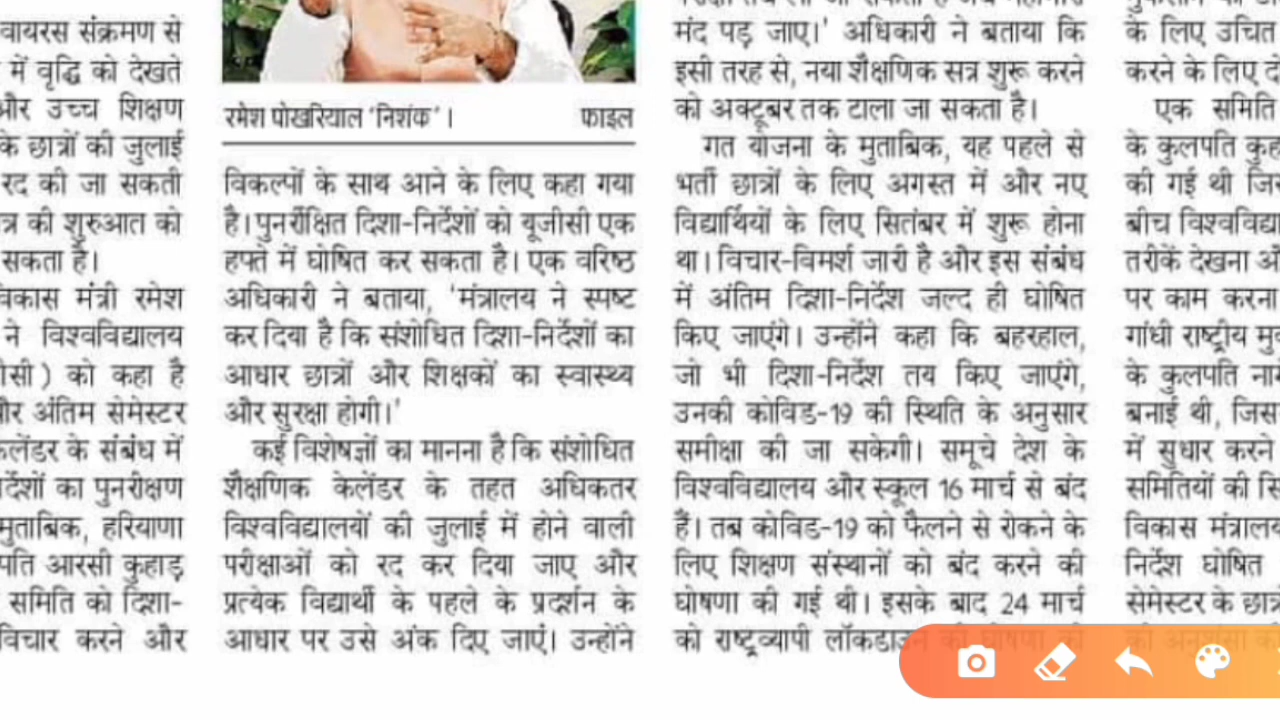 वायरस संक्रमण से
में वृद्धि को देखते
और उच्च शिक्षण
के छात्रों की जुलाई
रद की जा सकती
की शुरुआत को
सकता है।
मंत्री रमेश
ने विश्वविद्यालय
को कहा है
और अंतिम सेमेस्टर
के संबंध में
का पुनरीक्षण
मुताबिक, हरियाणा
आरसी कुहाड़
समिति को दिशा-
विचार करने और
रमेश पोखरियाल 'निशंक'। फाइल
विकल्पों के साथ आने के लिए कहा गया
है। पुनरीक्षित दिशा-निर्देशों को यूजीसी एक
हफ्ते में घोषित कर सकता है। एक वरिष्ठ
अधिकारी ने बताया, 'मंत्रालय ने स्पष्ट
कर दिया है कि संशोधित दिशा-निर्देशों का
आधार छात्रों और शिक्षकों का स्वास्थ्य
और सुरक्षा होगी।'
कई विशेषज्ञों का मानना है कि संशोधित
शैक्षणिक केलेंडर के तहत अधिकतर
विश्वविद्यालयों की जुलाई में होने वाली
परीक्षाओं को रद कर दिया जाए और
प्रत्येक विद्यार्थी के पहले के प्रदर्शन के
आधार पर उसे अंक दिए जाएं। उन्होंने
मंद पड़ जाए।' अधिकारी ने बताया कि
इसी तरह से, नया शैक्षणिक सत्र शुरू करने
को अक्टूबर तक टाला जा सकता है।
गत योजना के मुताबिक, यह पहले से
भर्ती छात्रों के लिए अगस्त में और नए
विद्यार्थियों के लिए सितंबर में शुरू होना
था। विचार-विमर्श जारी है और इस संबंध
में अंतिम दिशा-निर्देश जल्द ही घोषित
किए जाएंगे। उन्होंने कहा कि बहरहाल,
जो भी दिशा-निर्देश तय किए जाएंगे,
उनकी कोविड-19 की स्थिति के अनुसार
समीक्षा की जा सकेगी। समूचे देश के
विश्वविद्यालय और स्कूल 16 मार्च से बंद
हैं। तब कोविड-19 को फैलने से रोकने के
लिए शिक्षण संस्थानों को बंद करने की
घोषणा की गई थी। इसके बाद 24 मार्च
को राष्ट्रव्यापी लॉकडाउन की घोषणा की
के लिए उचित
करने के लिए
एक समिति
के कुलपति
की गई थी
बीच
तरीके देखना
पर काम करना
गांधी राष्ट्रीय
के कुलपति
बनाई थी,
में सुधार करने
समितियों की
विकास
निर्देश घोषित
सेमेस्टर के